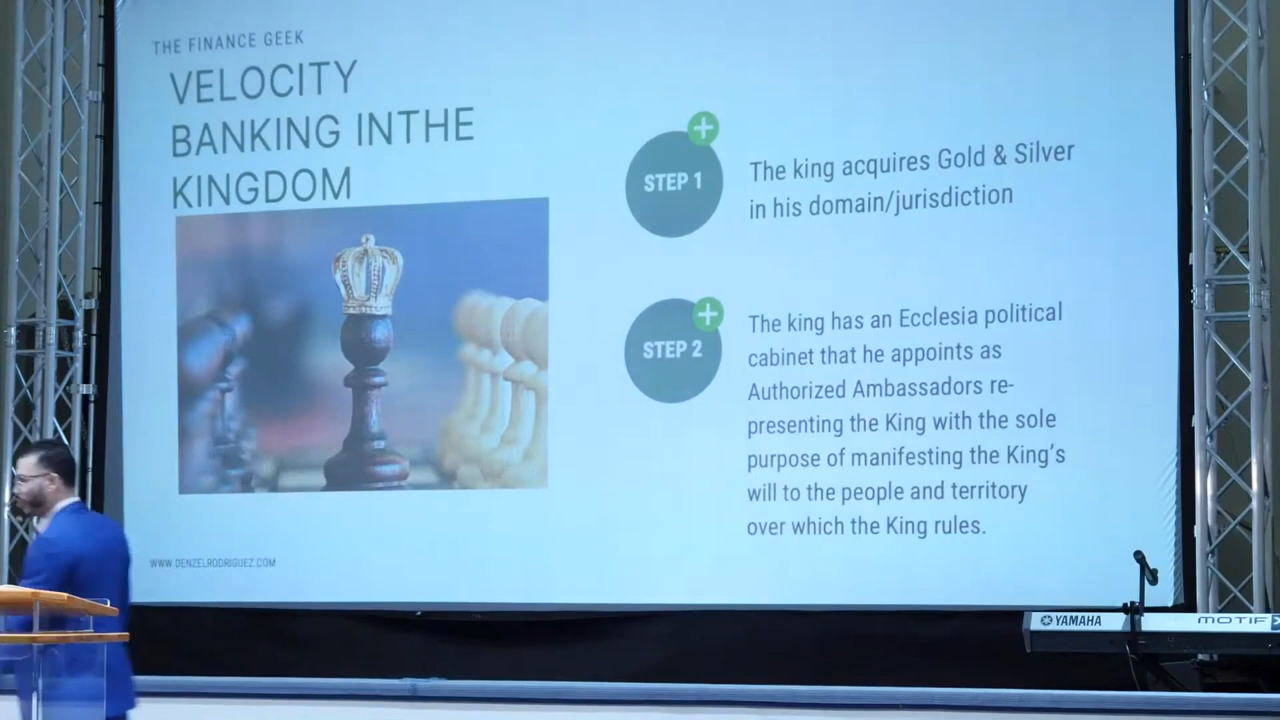 THE FINANCE GEEK
VELOCITY
BANKING INTHE
KINGDOM
STEP 1
The king acquires Gold & Silver
in his domain/jurisdiction
STEP 2
The king has an Ecclesia political
cabinet that he appoints as
Authorized Ambassadors re-
presenting the King with the sole
purpose of manifesting the King's
will to the people and territory
over which the King rules.
WWW.DENZELRODRIGUEZ.COM
YAMAHA
MOTIF